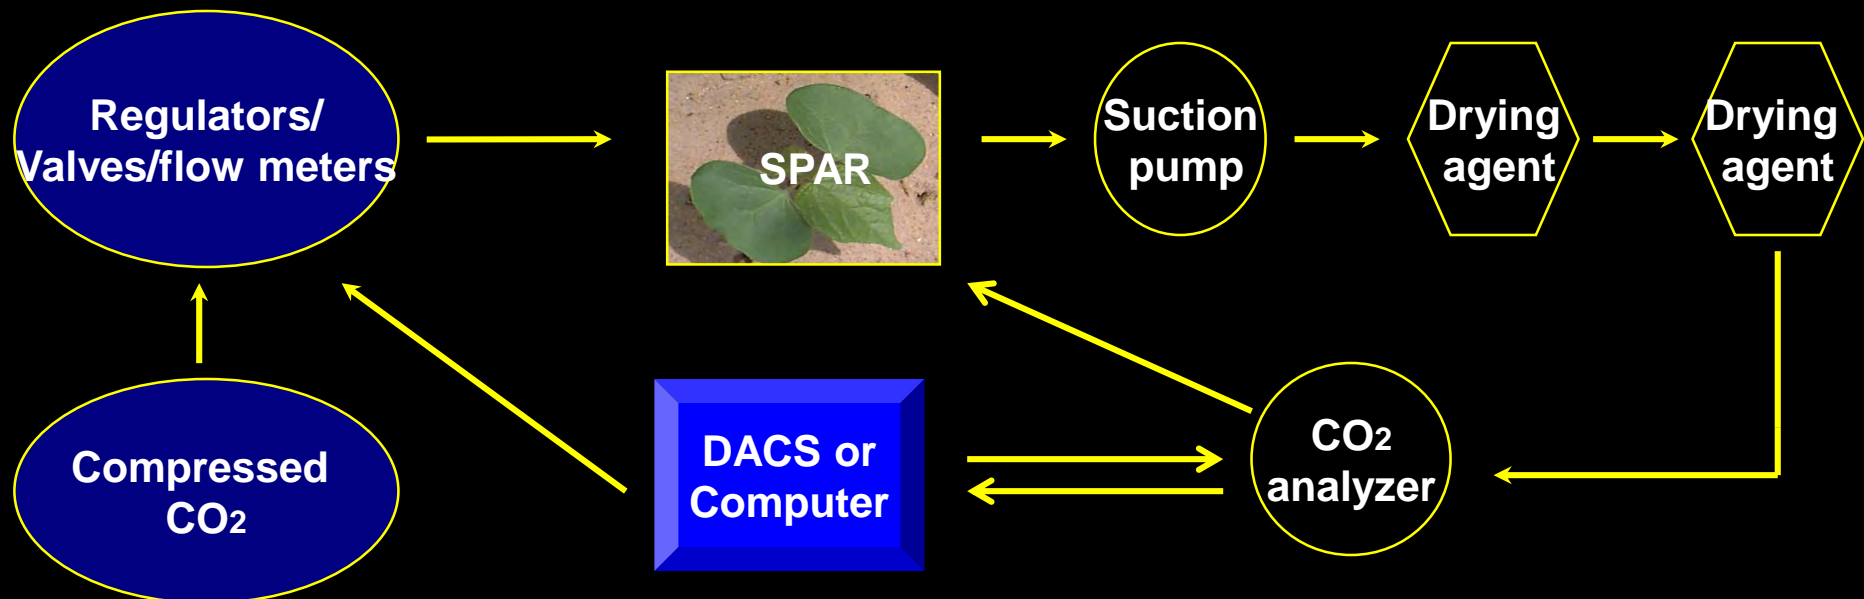 Regulators/
Valves/flow meters
SPAR
Suction
pump
Drying
agent
Drying
agent
Compressed
CO2
DACS or
Computer
CO2
analyzer